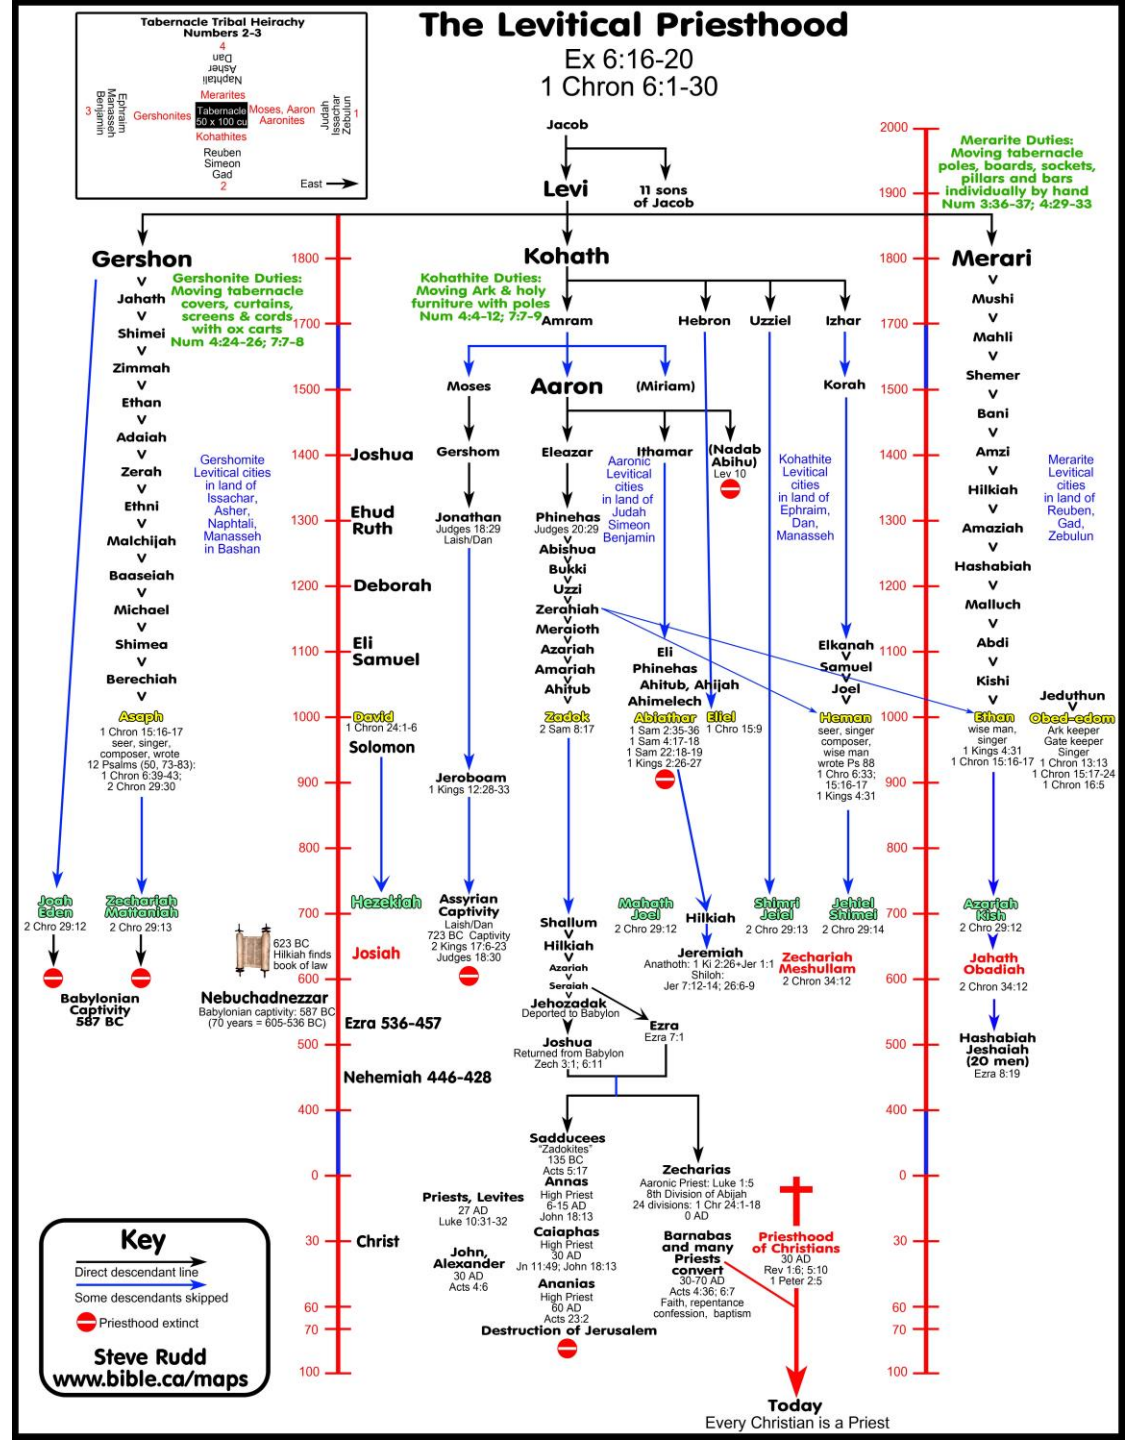 The Levitical Priesthood
Ex 6:16-20
1 Chron 6:1-30
Tabernacle Tribal Heirachy
Numbers 2-3
4
Dan
Asher
Naphtali
Merarites
3
Ephraim
Manasseh
Benjamin
Gershonites
Tabernacle
50 x 100 cu
Moses, Aaron
Aaronites
Judah
Issachar
Zebulun
1
Kohathites
Reuben
Simeon
Gad
2
East
Jacob
Levi
11 sons
of Jacob
Merarite Duties:
Moving tabernacle
poles, boards, sockets,
pillars and bars
individually by hand
Num 3:36-37; 4:29-33
2000
1900
1800
1700
1500
1400
1300
1200
1100
1000
900
800
700
600
500
400
0
30
60
70
100
Gershon
Gershonite Duties:
Moving tabernacle
covers, curtains,
screens & cords
with ox carts
Num 4:24-26; 7:7-8
Jahath
Shimei
Zimmah
Ethan
Adaiah
Zerah
Ethni
Malchijah
Baaseiah
Michael
Shimea
Berechiah
Asaph
1 Chron 15:16-17
seer, singer,
composer, wrote
12 Psalms (50, 73-83):
1 Chron 6:39-43;
2 Chron 29:30
Gershomite
Levitical cities
in land of
Issachar,
Asher,
Naphtali,
Manasseh
in Bashan
Joah
Eden
2 Chro 29:12
Zechariah
Mattaniah
2 Chro 29:13
Babylonian
Captivity
587 BC
623 BC
Hilkiah finds
book of law
Nebuchadnezzar
Babylonian captivity: 587 BC
(70 years = 605-536 BC)
1800
1700
1500
1400
1300
1200
1100
1000
900
800
700
600
500
400
0
30
60
70
100
Joshua
Ehud
Ruth
Deborah
Eli
Samuel
David
1 Chron 24:1-6
Solomon
Hezekiah
Josiah
Ezra 536-457
Nehemiah 446-428
Christ
Kohath
Kohathite Duties:
Moving Ark & holy
furniture with poles
Num 4:4-12; 7:7-9
Amram
Hebron
Uzziel
Izhar
Moses
Aaron
(Miriam)
Korah
Gershom
Eleazar
Ithamar
(Nadab
Abihu)
Lev 10
Jonathan
Judges 18:29
Laish/Dan
Jeroboam
1 Kings 12:28-33
Assyrian
Captivity
Laish/Dan
723 BC Captivity
2 Kings 17:6-23
Judges 18:30
Phinehas
Judges 20:29
Abishua
Bukki
Uzzi
Zerahiah
Meraioth
Azariah
Amariah
Ahitub
Zadok
2 Sam 8:17
Aaronic
Levitical
cities
in land of
Judah
Simeon
Benjamin
Eli
Phinehas
Ahitub, Ahijah
Ahimelech
Abiathar
1 Sam 2:35-36
1 Sam 4:17-18
1 Sam 22:18-19
1 Kings 2:26-27
Eliel
1 Chro 15:9
Kohathite
Levitical
cities
in land of
Ephraim,
Dan,
Manasseh
Elkanah
Samuel
Joel
Heman
seer, singer
composer,
wise man
wrote Ps 88
1 Chro 6:33;
15:16-17
1 Kings 4:31
Shallum
Hilkiah
Azariah
Seraiah
Jehozadak
Deported to Babylon
Joshua
Returned from Babylon
Zech 3:1; 6:11
Ezra
Ezra 7:1
Mahath
Joel
2 Chro 29:12
Hilkiah
Jeremiah
Anathoth: 1 Ki 2:26+Jer 1:1
Shiloh:
Jer 7:12-14; 26:6-9
Shimri
Jeiel
2 Chro 29:13
Jehiel
Shimei
2 Chro 29:14
Zechariah
Meshullam
2 Chron 34:12
Merari
Mushi
Mahli
Shemer
Bani
Amzi
Hilkiah
Amaziah
Hashabiah
Malluch
Abdi
Kishi
Ethan
wise man,
singer
1 Kings 4:31
1 Chron 15:16-17
Merarite
Levitical
cities
in land of
Reuben,
Gad,
Zebulun
Jeduthun
Obed-edom
Ark keeper
Gate keeper
Singer
1 Chron 13:13
1 Chron 15:17-24
1 Chron 16:5
Azariah
Kish
2 Chro 29:12
Jahath
Obadiah
2 Chron 34:12
Hashabiah
Jeshaiah
(20 men)
Ezra 8:19
Sadducees
"Zadokites"
135 BC
Acts 5:17
Annas
High Priest
6-15 AD
John 18:13
Caiaphas
High Priest
30 AD
Jn 11:49; John 18:13
Ananias
High Priest
60 AD
Acts 23:2
Destruction of Jerusalem
Priests, Levites
27 AD
Luke 10:31-32
John,
Alexander
30 AD
Acts 4:6
Zecharias
Aaronic Priest: Luke 1:5
8th Division of Abijah
24 divisions: 1 Chr 24:1-18
0 AD
Barnabas
and many
Priests
convert
30-70 AD
Acts 4:36; 6:7
Faith, repentance
confession, baptism
Priesthood
of Christians
30 AD
Rev 1:6; 5:10
1 Peter 2:5
Today
Every Christian is a Priest
Key
Direct descendant line
Some descendants skipped
Priesthood extinct
Steve Rudd
www.bible.ca/maps